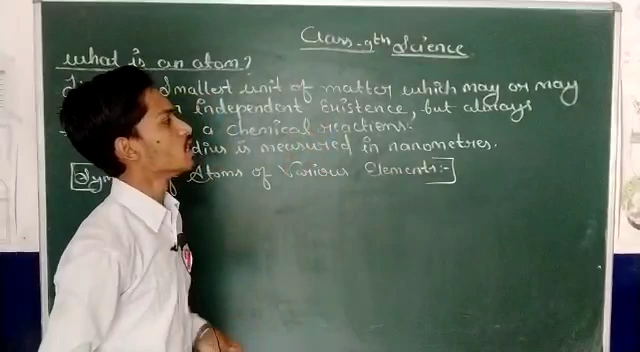 Class-9th Science
What is an atom?
smallest unit of matter which may or may
independent existence, but always
a chemical reactions.
is measured in nanometres.
of Atoms of Various Elements:-